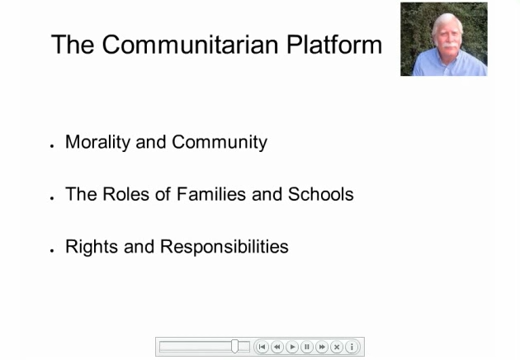 The Communitarian Platform
• Morality and Community
• The Roles of Families and Schools
• Rights and Responsibilities